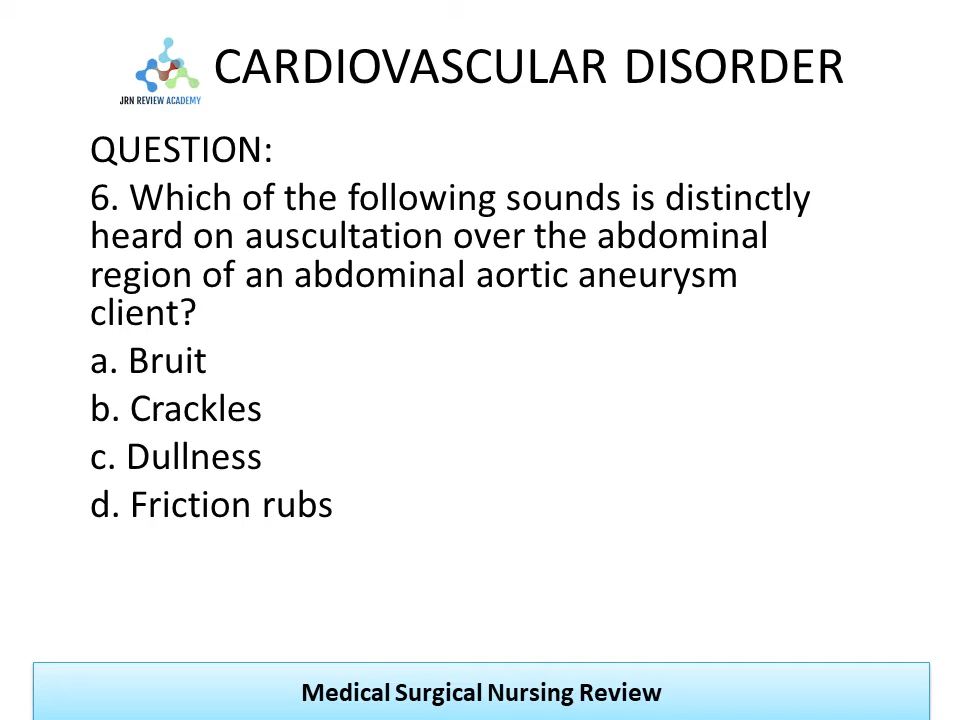 CARDIOVASCULAR DISORDER
JRN REVIEW ACADEMY
QUESTION:
6. Which of the following sounds is distinctly
heard on auscultation over the abdominal
region of an abdominal aortic aneurysm
client?
a. Bruit
b. Crackles
c. Dullness
d. Friction rubs
Medical Surgical Nursing Review